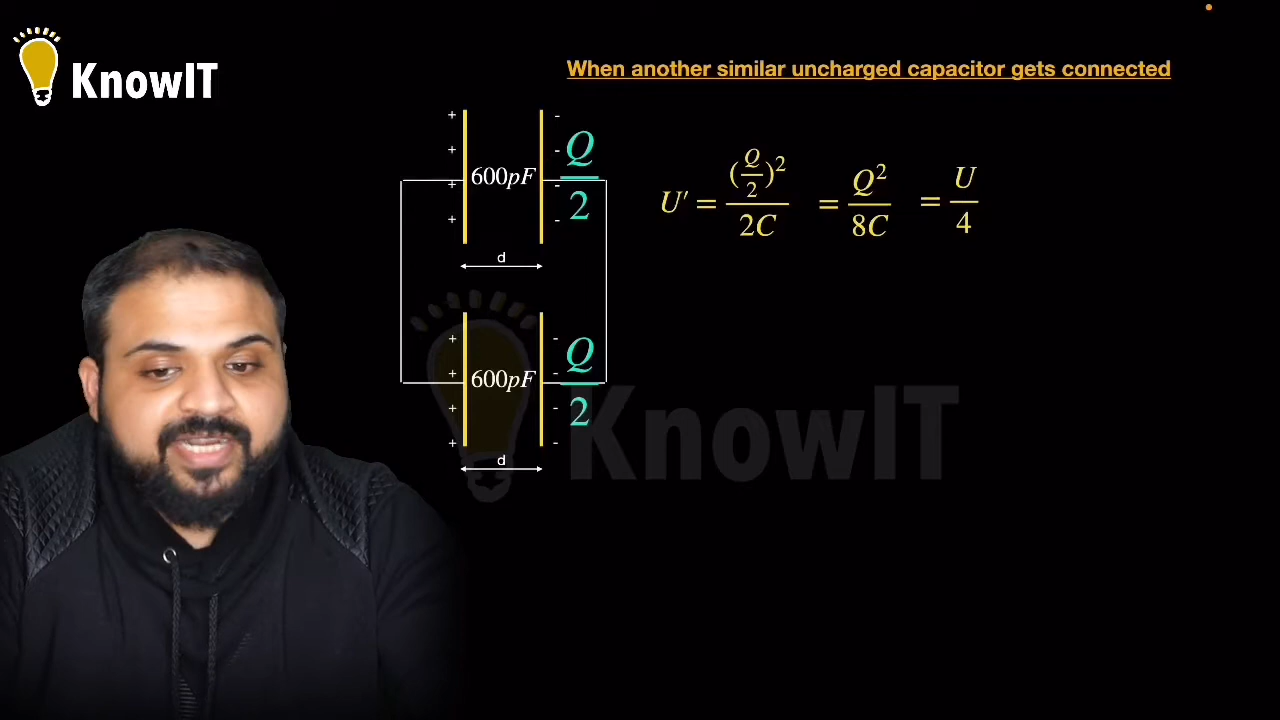 KnowIT
When another similar uncharged capacitor gets connected
+ + + +
- - - -
600pF
Q/2
d
U' = (Q/2)²/2C = Q²/8C = U/4
+ + + +
- - - -
600pF
Q/2
d
KnowIT